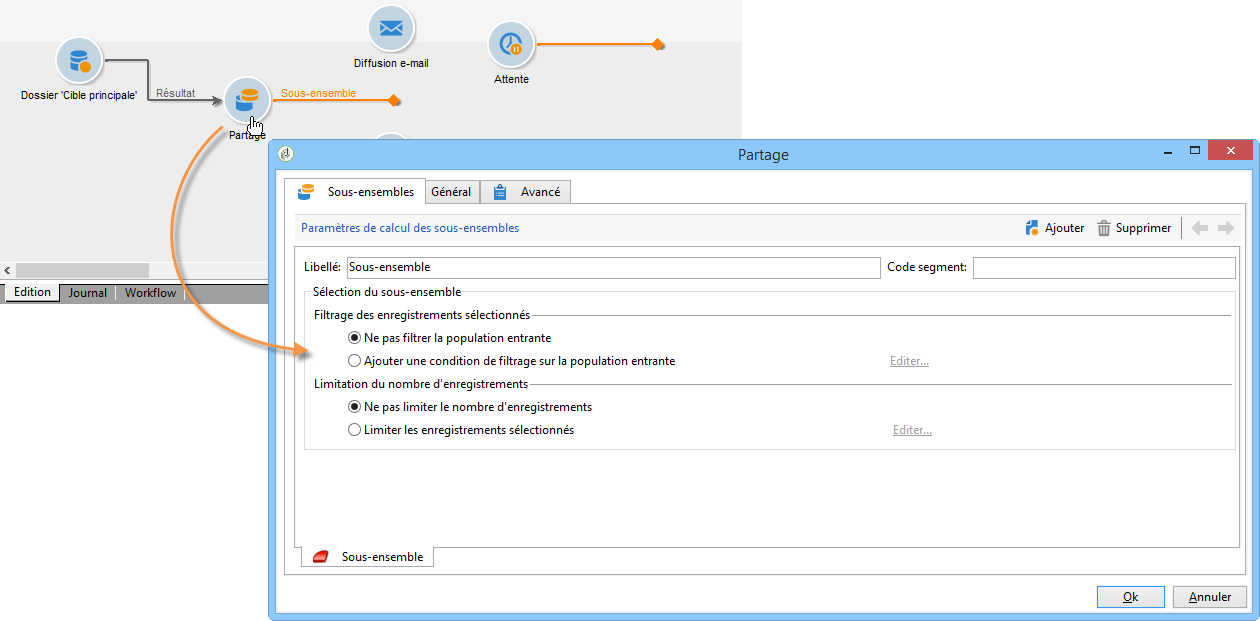 Diffusion e-mail
Attente
Dossier 'Cible principale'
Résultat
Sous-ensemble
Partage
Edition
Journal
Workflow
Partage
Sous-ensembles
Général
Avancé
Paramètres de calcul des sous-ensembles
Ajouter
Supprimer
Libellé: Sous-ensemble
Code segment:
Sélection du sous-ensemble
Filtrage des enregistrements sélectionnés
Ne pas filtrer la population entrante
Ajouter une condition de filtrage sur la population entrante
Editer...
Limitation du nombre d'enregistrements
Ne pas limiter le nombre d'enregistrements
Limiter les enregistrements sélectionnés
Editer...
Sous-ensemble
Ok
Annuler